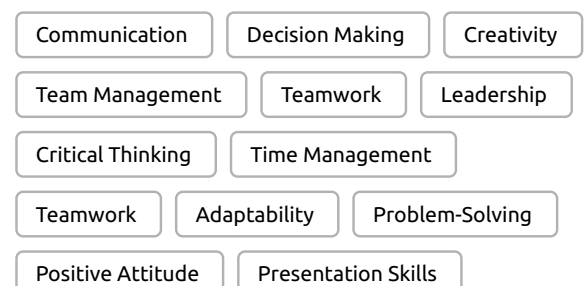 Communication Decision Making Creativity
Team Management Teamwork Leadership
Critical Thinking Time Management
Teamwork Adaptability Problem-Solving
Positive Attitude Presentation Skills